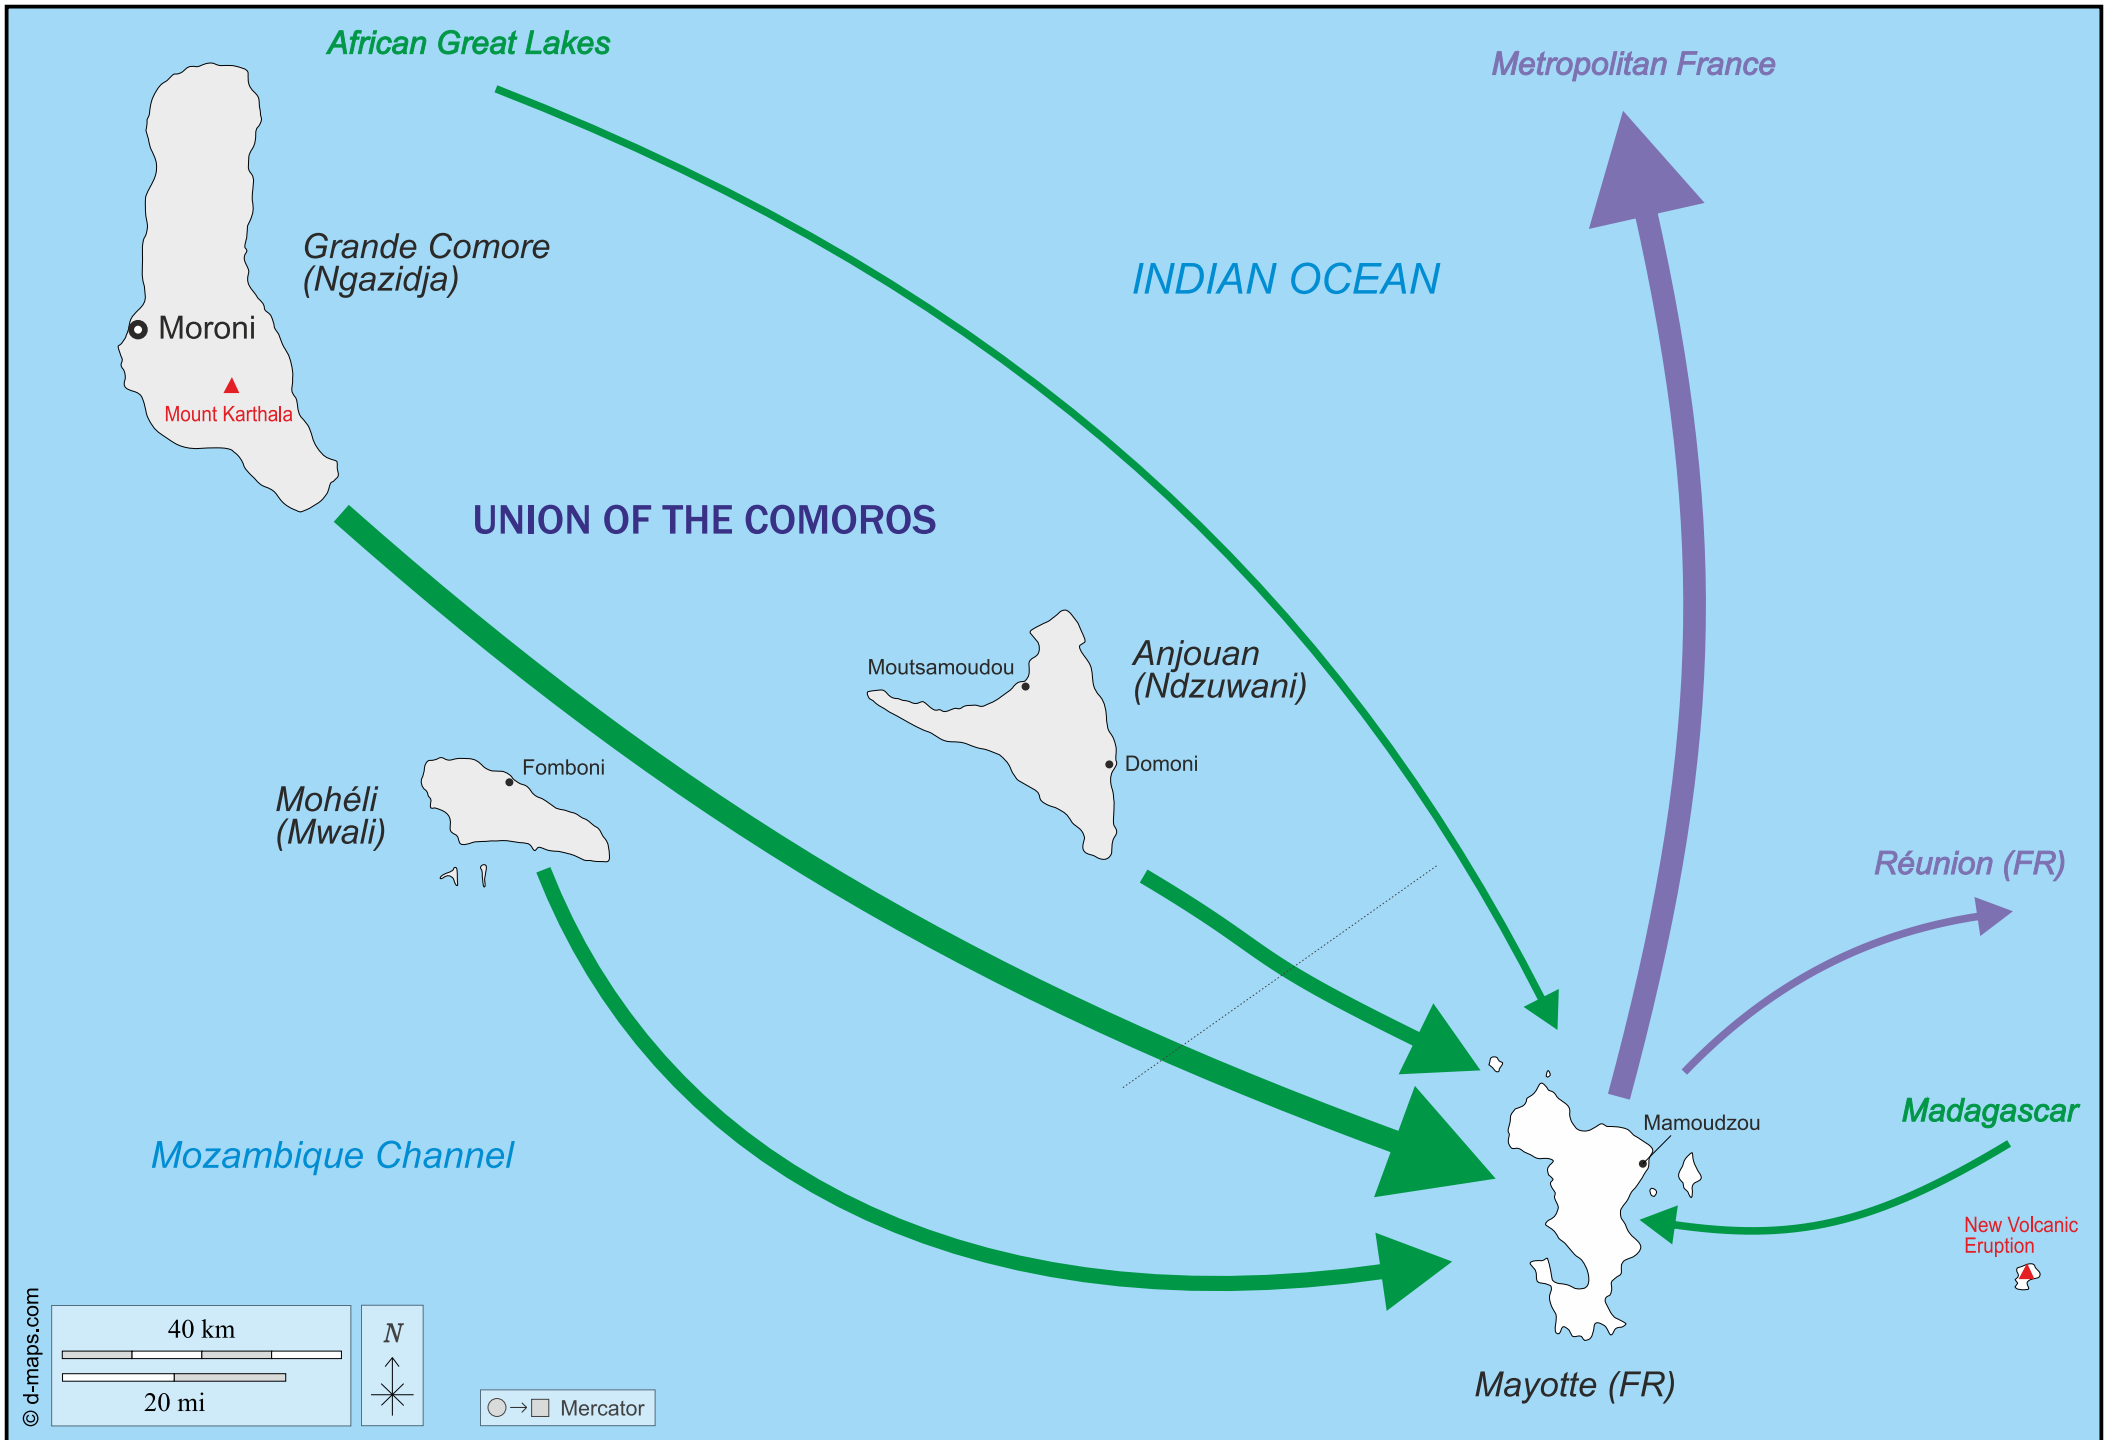 African Great Lakes
Metropolitan France
Grande Comore
(Ngazidja)
INDIAN OCEAN
Moroni
Mount Karthala
UNION OF THE COMOROS
Moutsamoudou
Anjouan
(Ndzuwani)
Domoni
Fomboni
Mohéli
(Mwali)
Réunion (FR)
Mamoudzou
Madagascar
Mozambique Channel
New Volcanic
Eruption
© d-maps.com
40 km
20 mi
N
Mercator
Mayotte (FR)